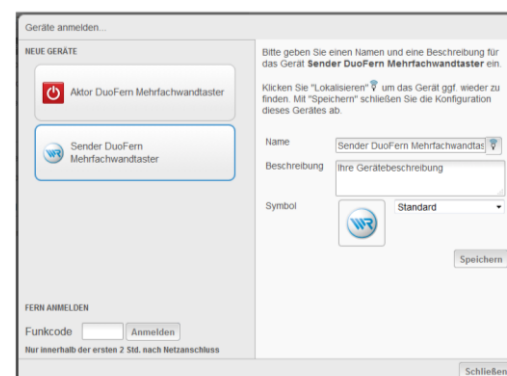 Geräte anmelden...
NEUE GERÄTE
Aktor DuoFern Mehrfachwandtaster
Sender DuoFern
Mehrfachwandtaster
FERN ANMELDEN
Funkcode
Anmelden
Nur innerhalb der ersten 2 Std. nach Netzanschluss
Bitte geben Sie einen Namen und eine Beschreibung für
das Gerät Sender DuoFern Mehrfachwandtaster ein.
Klicken Sie "Lokalisieren" um das Gerät ggf. wieder zu
finden. Mit "Speichern" schließen Sie die Konfiguration
dieses Gerätes ab.
Name
Sender DuoFern Mehrfachwandtas
Beschreibung
Ihre Gerätebeschreibung
Symbol
WR
Standard
Speichern
Schließen